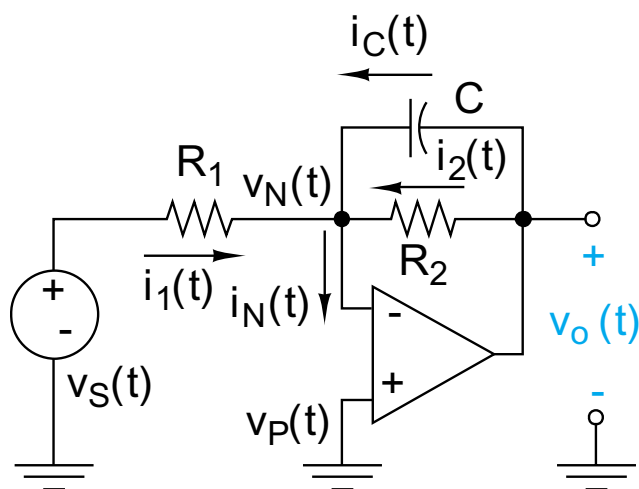 i_C(t)
C
R_1
v_N(t)
i_2(t)
R_2
+
-
i_1(t)
i_N(t)
-
+
v_S(t)
v_P(t)
+
v_o(t)
-